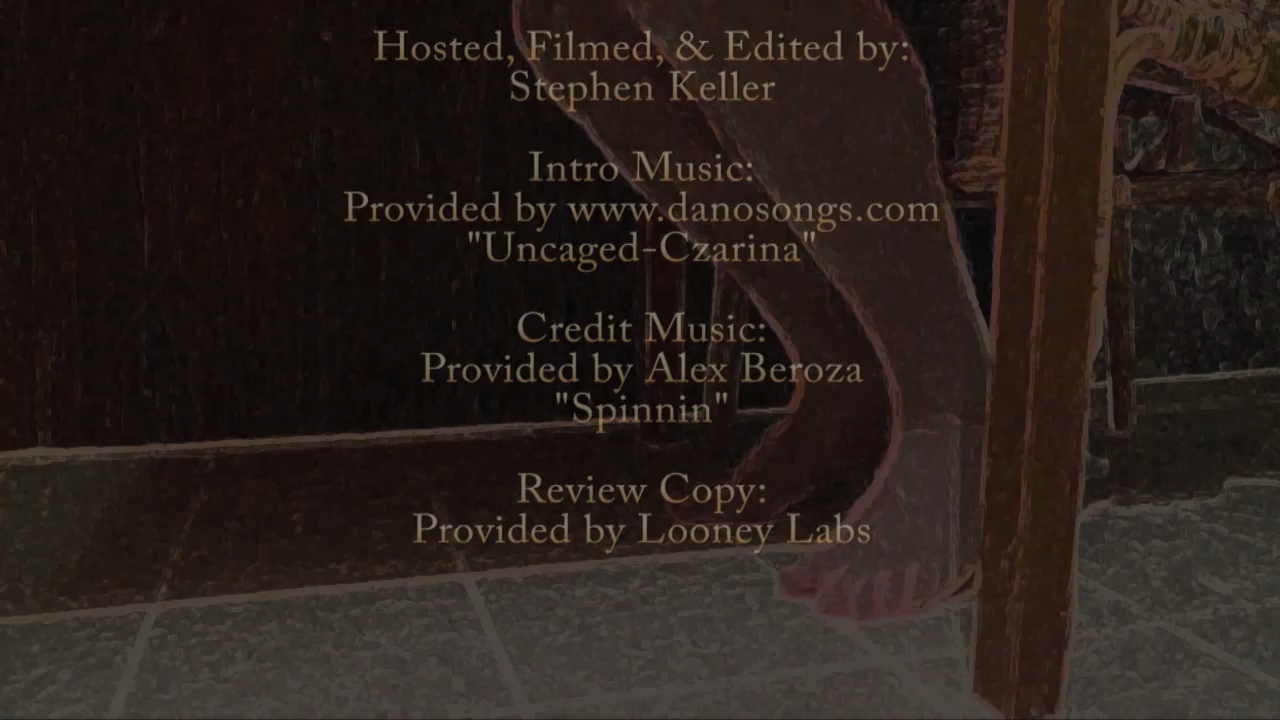 Hosted, Filmed, & Edited by:
Stephen Keller
Intro Music:
Provided by www.danosongs.com
"Uncaged-Czarina"
Credit Music:
Provided by Alex Beroza
"Spinnin"
Review Copy:
Provided by Looney Labs